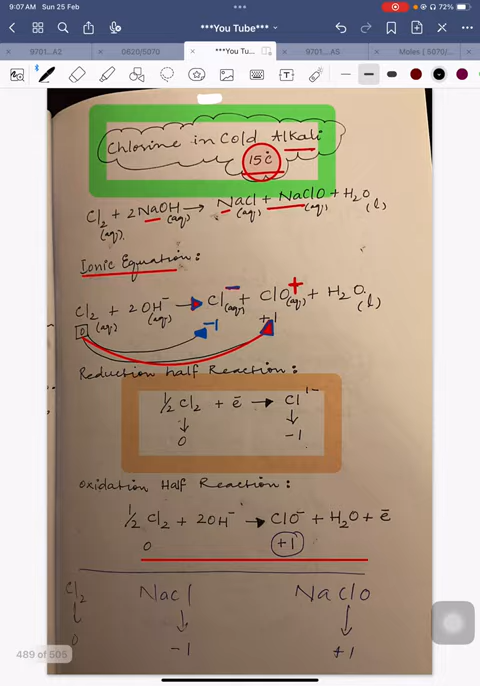 9:07 AM Sun 25 Feb
72%
***You Tube***
9701...A2
0620/5070
***You Tu...
9701...A5
Moles ( 5070/...
Chlorine in Cold Alkali
15°C
Cl₂ + 2NaOH → NaCl + NaClO + H₂O
(aq) (aq) (aq) (aq) (l)
Ionic Equation:
Cl₂ + 2OH⁻ → Cl⁻ + ClO⁺ + H₂O
(aq) (aq) (aq) (aq) (l)
0 -1 +1
Reduction half Reaction:
½ Cl₂ + ē → Cl¹⁻
↓ ↓
0 -1
Oxidation Half Reaction:
½ Cl₂ + 2OH⁻ → ClO⁻ + H₂O + ē
0 +1
Cl₂ NaCl NaClO
↓ ↓ ↓
0 -1 +1
489 of 505